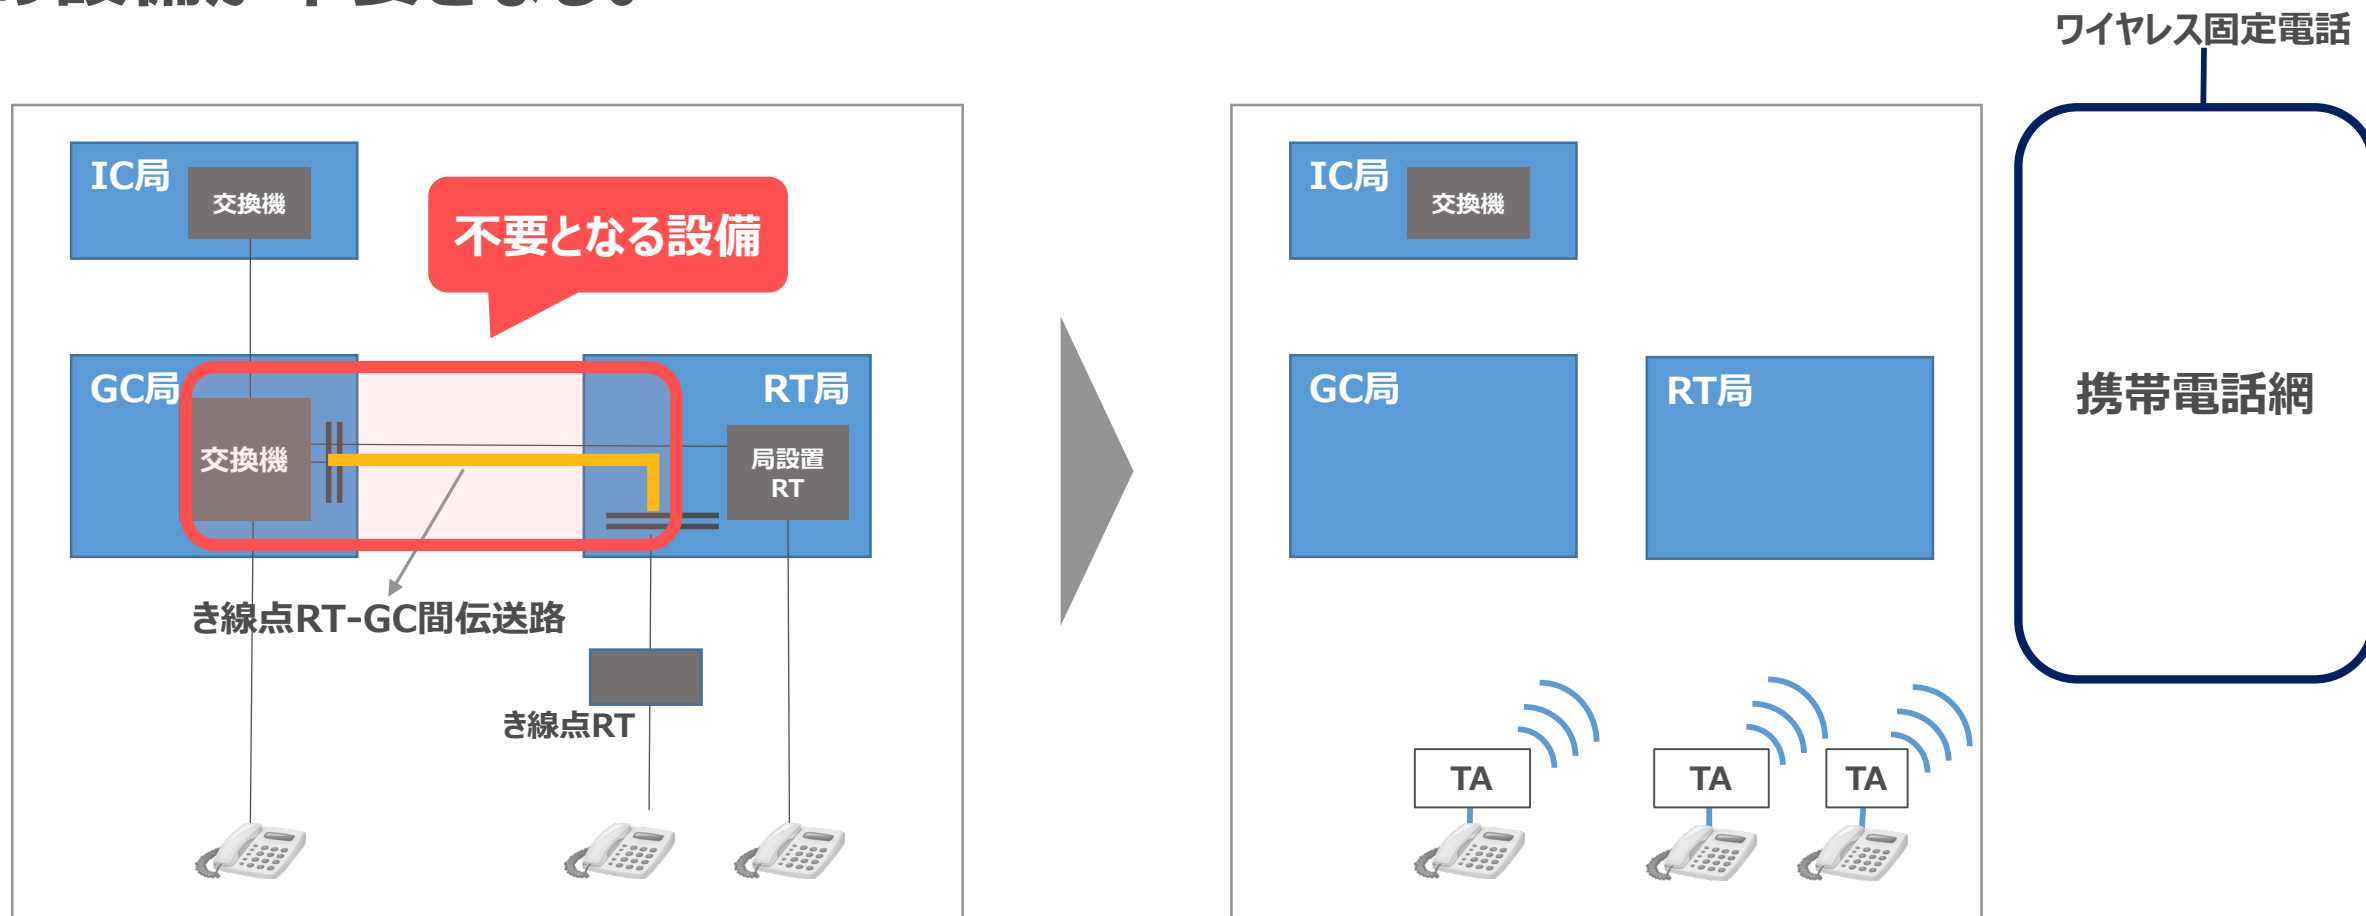 ワイヤレス固定電話
IC局
交換機
不要となる設備
GC局
交換機
RT局
局設置
RT
き線点RT-GC間伝送路
き線点RT
IC局
交換機
GC局
RT局
携帯電話網
TA
TA
TA